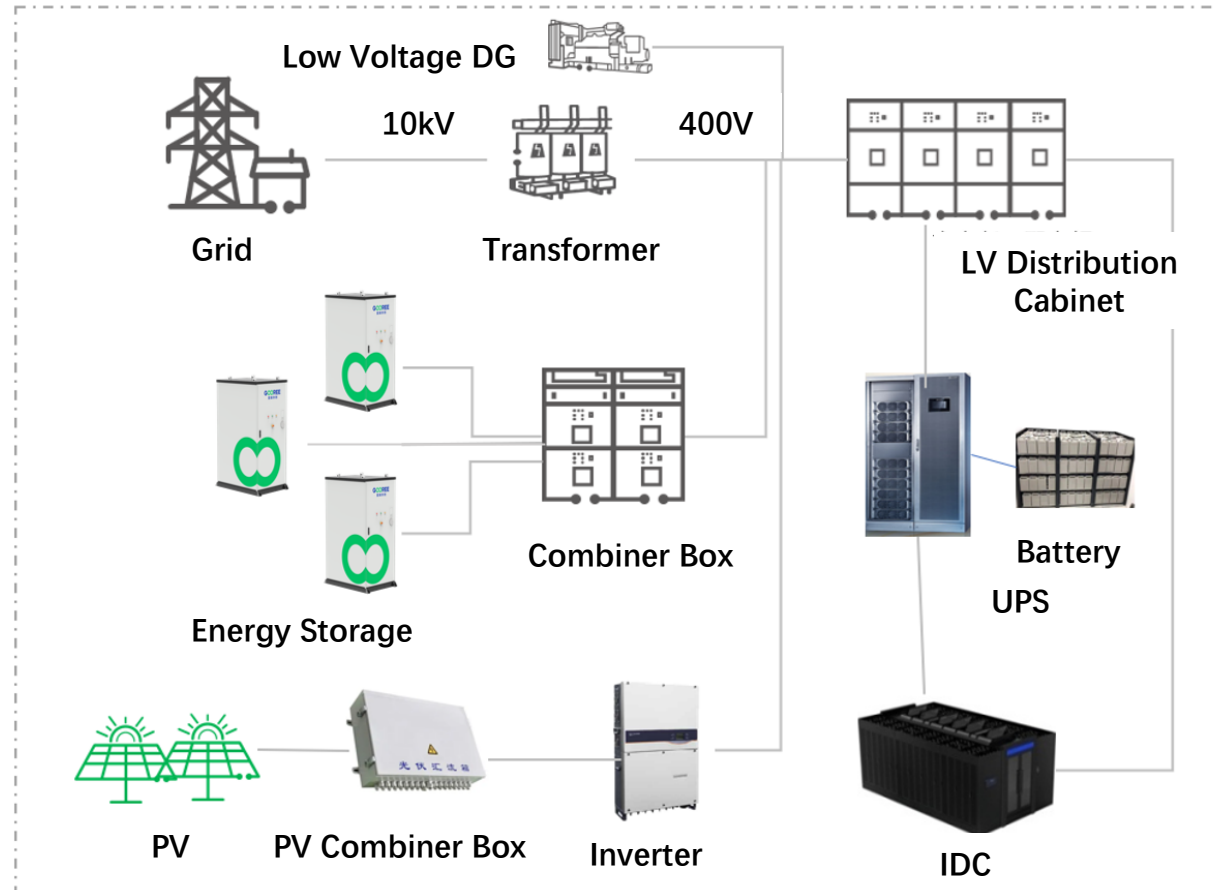 Low Voltage DG
10kV
400V
Grid
Transformer
LV Distribution
Cabinet
Combiner Box
Battery
UPS
Energy Storage
光伏汇流箱
PV
PV Combiner Box
Inverter
IDC